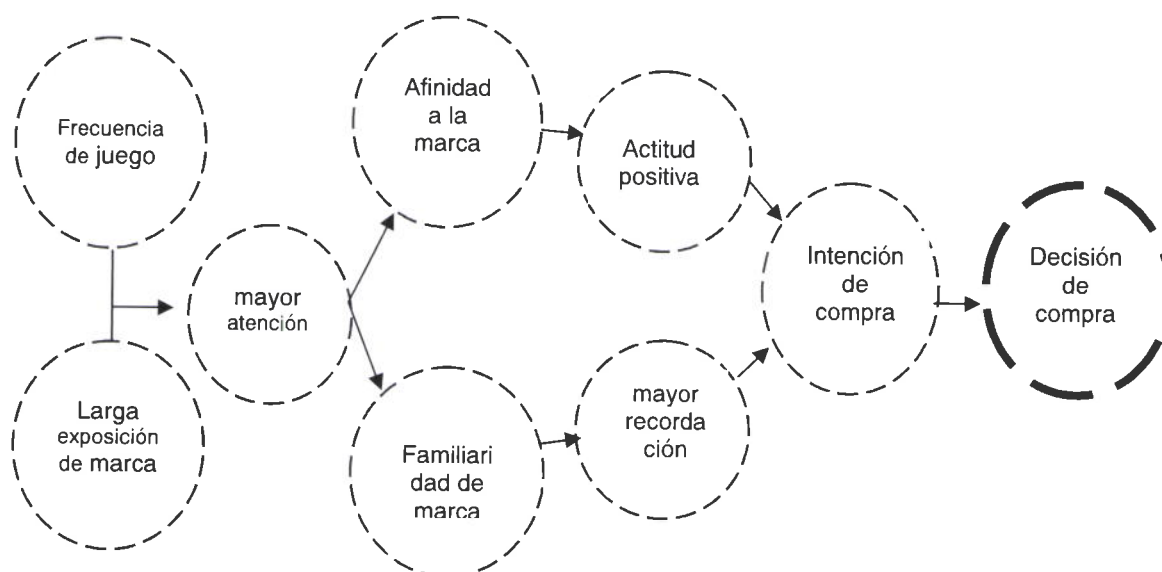 Frecuencia
de juego
Larga
exposición
de marca
mayor
atención
Afinidad
a la
marca
Actitud
positiva
Familiari
dad de
marca
mayor
recorda
ción
Intención
de
compra
Decisión
de
compra